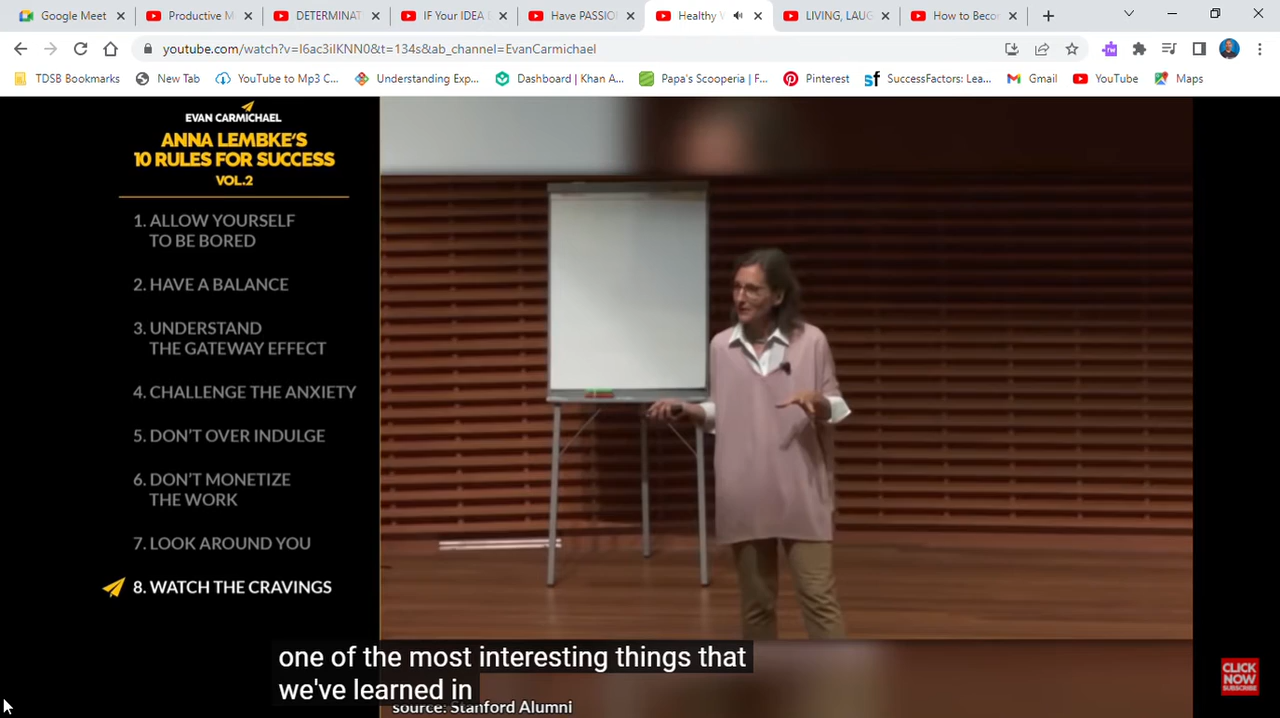 Google Meet
Productive M
DETERMINAT
IF Your IDEA
Have PASSIO
Healthy
LIVING, LAUG
How to Beco
youtube.com/watch?v=l6ac3iIKNN0&t=134s&ab_channel=EvanCarmichael
TDSB Bookmarks
New Tab
YouTube to Mp3 C...
Understanding Exp...
Dashboard | Khan A...
Papa's Scooperia | F...
Pinterest
SuccessFactors: Lea...
Gmail
YouTube
Maps
EVAN CARMICHAEL
ANNA LEMBKE'S
10 RULES FOR SUCCESS
VOL.2
1. ALLOW YOURSELF
TO BE BORED
2. HAVE A BALANCE
3. UNDERSTAND
THE GATEWAY EFFECT
4. CHALLENGE THE ANXIETY
5. DON'T OVER INDULGE
6. DON'T MONETIZE
THE WORK
7. LOOK AROUND YOU
8. WATCH THE CRAVINGS
one of the most interesting things that
we've learned in
source: Stanford Alumni
CLICK
NOW
SUBSCRIBE